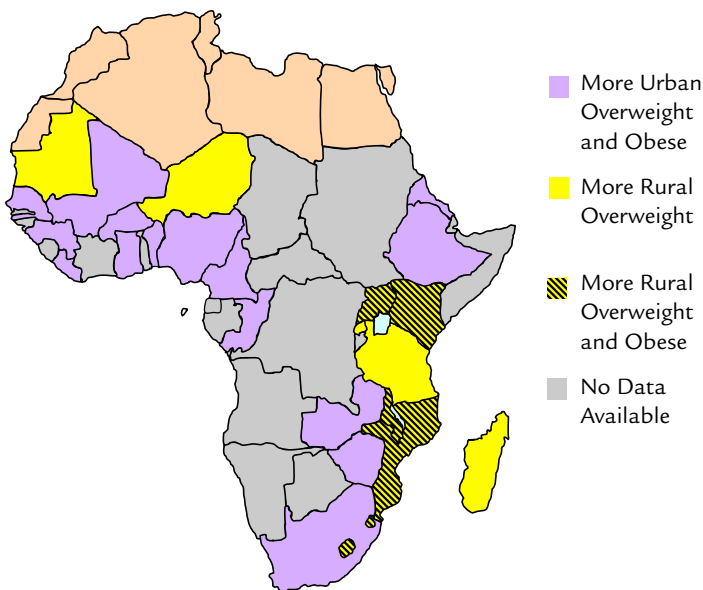 More Urban
Overweight
and Obese
More Rural
Overweight
More Rural
Overweight
and Obese
No Data
Available